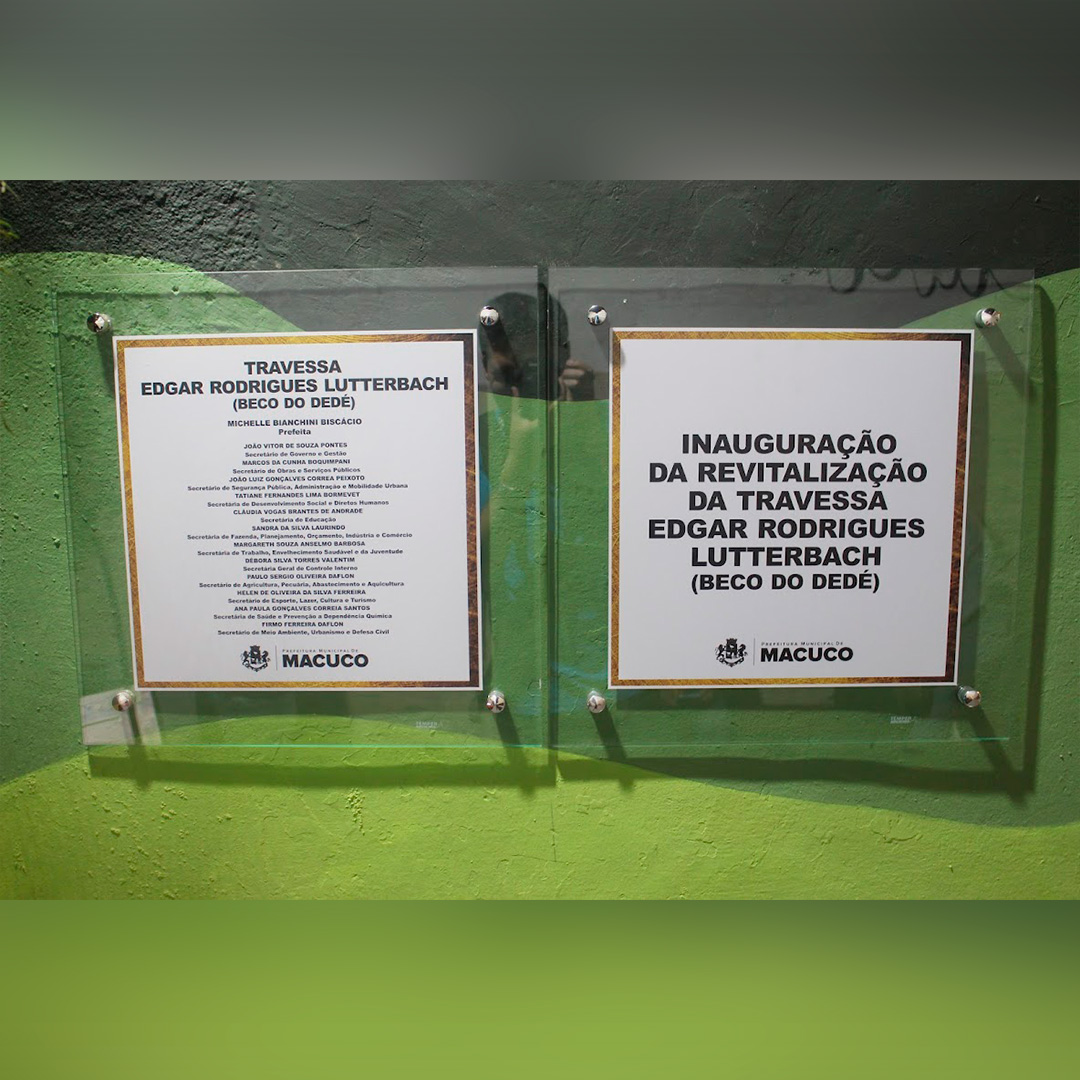 TRAVESSA
EDGAR RODRIGUES LUTTERBACH
(BECO DO DEDÉ)
MICHELLE BIANCHINI BISCÁCIO
Prefeita
JOÃO VITOR DE SOUZA PONTES
Secretário de Governo e Gestão
MARCOS DA CUNHA BOQUIMPANI
Secretário de Obras e Serviços Públicos
JOÃO LUIZ GONÇALVES CORREA PEIXOTO
Secretário de Segurança Pública, Administração e Mobilidade Urbana
TATIANE FERNANDES LIMA BORMEVET
Secretária de Desenvolvimento Social e Diretos Humanos
CLÁUDIA VOGAS BRANTES DE ANDRADE
Secretária de Educação
SANDRA DA SILVA LAURINDO
Secretária de Fazenda, Planejamento, Orçamento, Indústria e Comércio
MARGARETH SOUZA ANSELMO BARBOSA
Secretária de Trabalho, Envelhecimento Saudável e da Juventude
DÉBORA SILVA TORRES VALENTIM
Secretária Geral de Controle Interno
PAULO SERGIO OLIVEIRA DAFLON
Secretário de Agricultura, Pecuária, Abastecimento e Aquicultura
HELEN DE OLIVEIRA DA SILVA FERREIRA
Secretário de Esporte, Lazer, Cultura e Turismo
ANA PAULA GONÇALVES CORREIA SANTOS
Secretária de Saúde e Prevenção a Dependência Química
FIRMO FERREIRA DAFLON
Secretário de Meio Ambiente, Urbanismo e Defesa Civil
PREFEITURA MUNICIPAL DE
MACUCO
INAUGURAÇÃO
DA REVITALIZAÇÃO
DA TRAVESSA
EDGAR RODRIGUES
LUTTERBACH
(BECO DO DEDÉ)
PREFEITURA MUNICIPAL DE
MACUCO